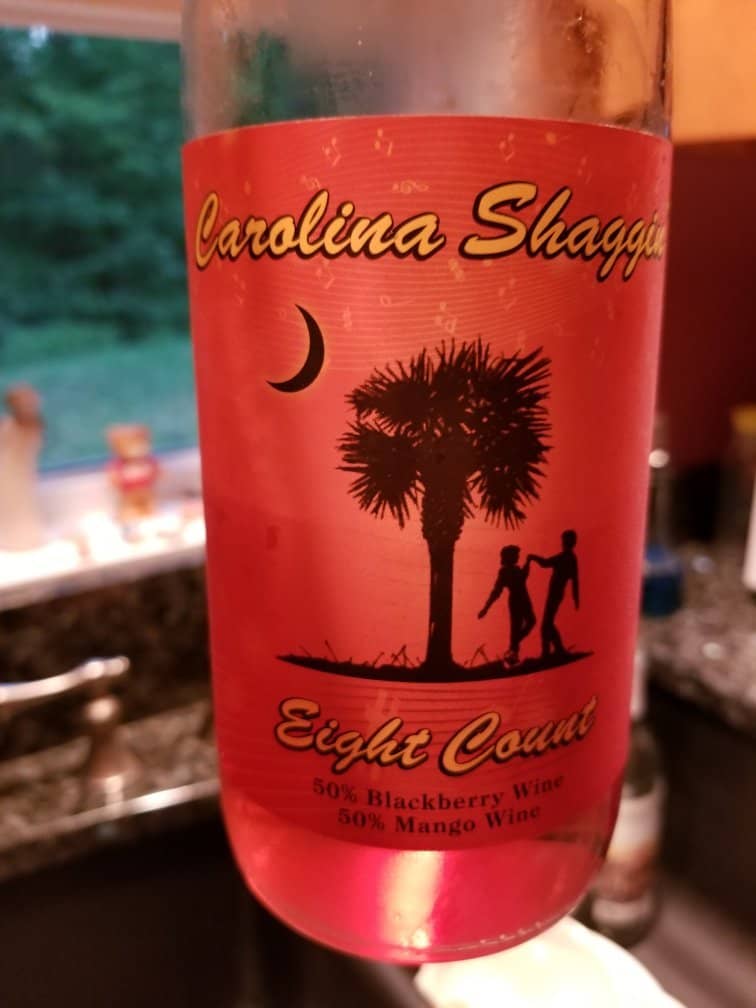 Carolina Shaggin
Eight Count
50% Blackberry Wine
50% Mango Wine